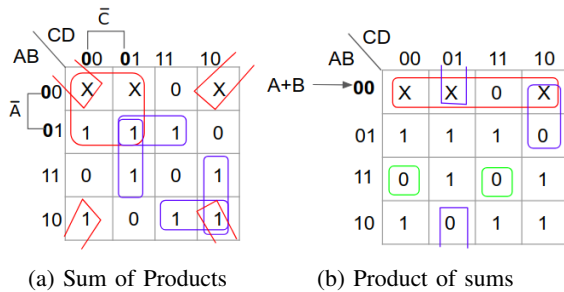 C̅
CD
AB
00 01 11 10
A̅
00 X X 0 X
01 1 1 1 0
11 0 1 0 1
10 1 0 1 1
(a) Sum of Products
CD
AB
00 01 11 10
A+B
00 X X 0 X
01 1 1 1 0
11 0 1 0 1
10 1 0 1 1
(b) Product of sums